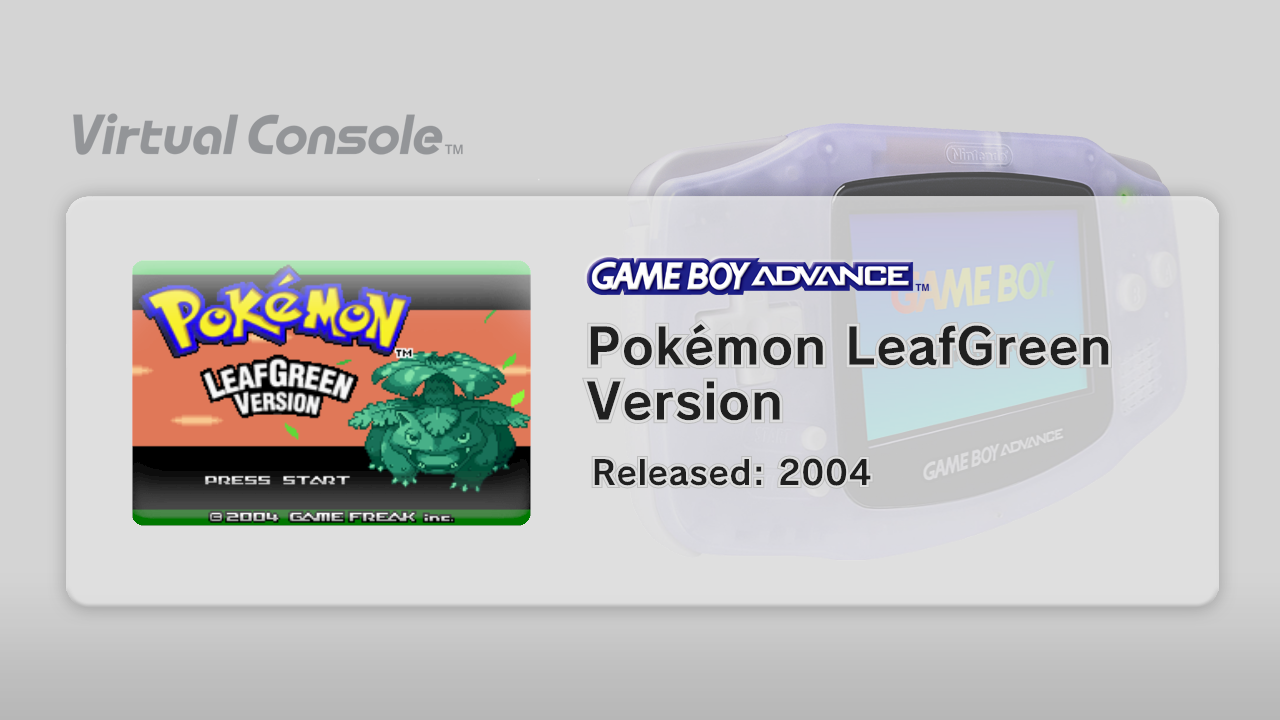 Virtual Console™
Nintendo
GAME BOY ADVANCE™
GAME BOY
Pokémon™
LEAFGREEN
VERSION
Pokémon LeafGreen
Version
GAME BOY ADVANCE
Released: 2004
PRESS START
©2004 GAME FREAK inc.